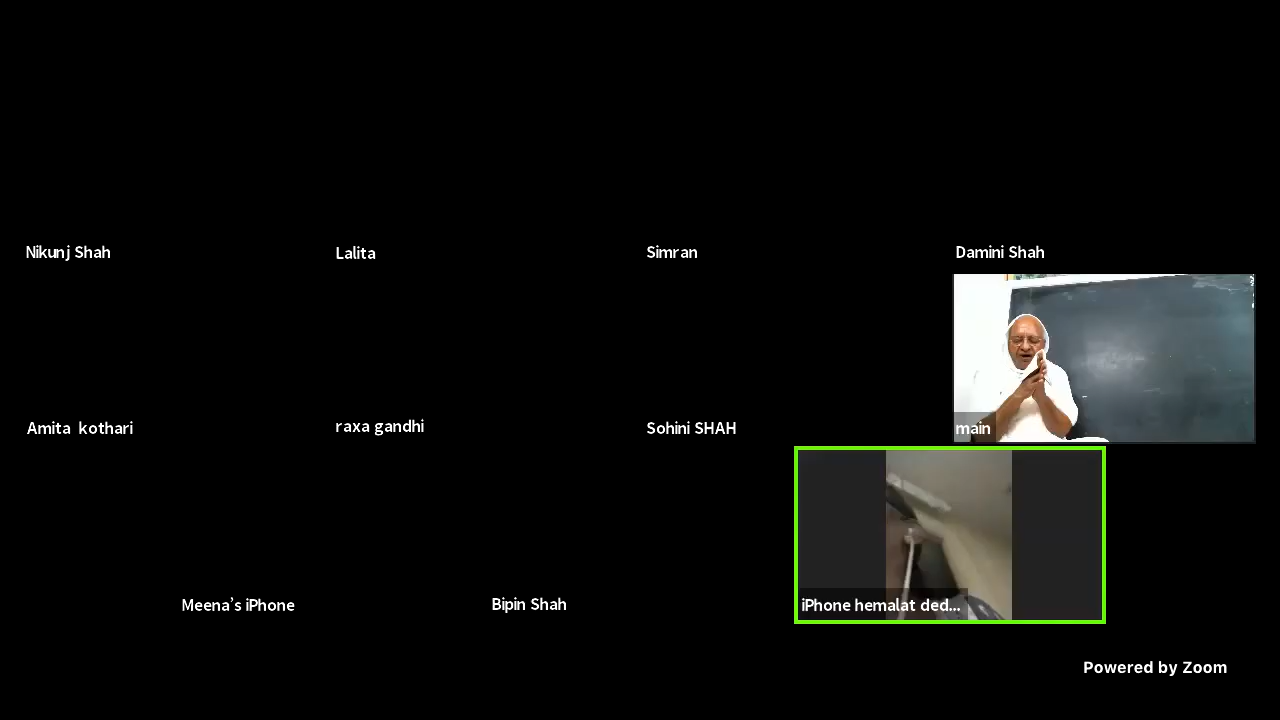 Nikunj Shah
Lalita
Simran
Damini Shah
Amita kothari
raxa gandhi
Sohini SHAH
main
Meena’s iPhone
Bipin Shah
iPhone hemalat ded...
Powered by Zoom